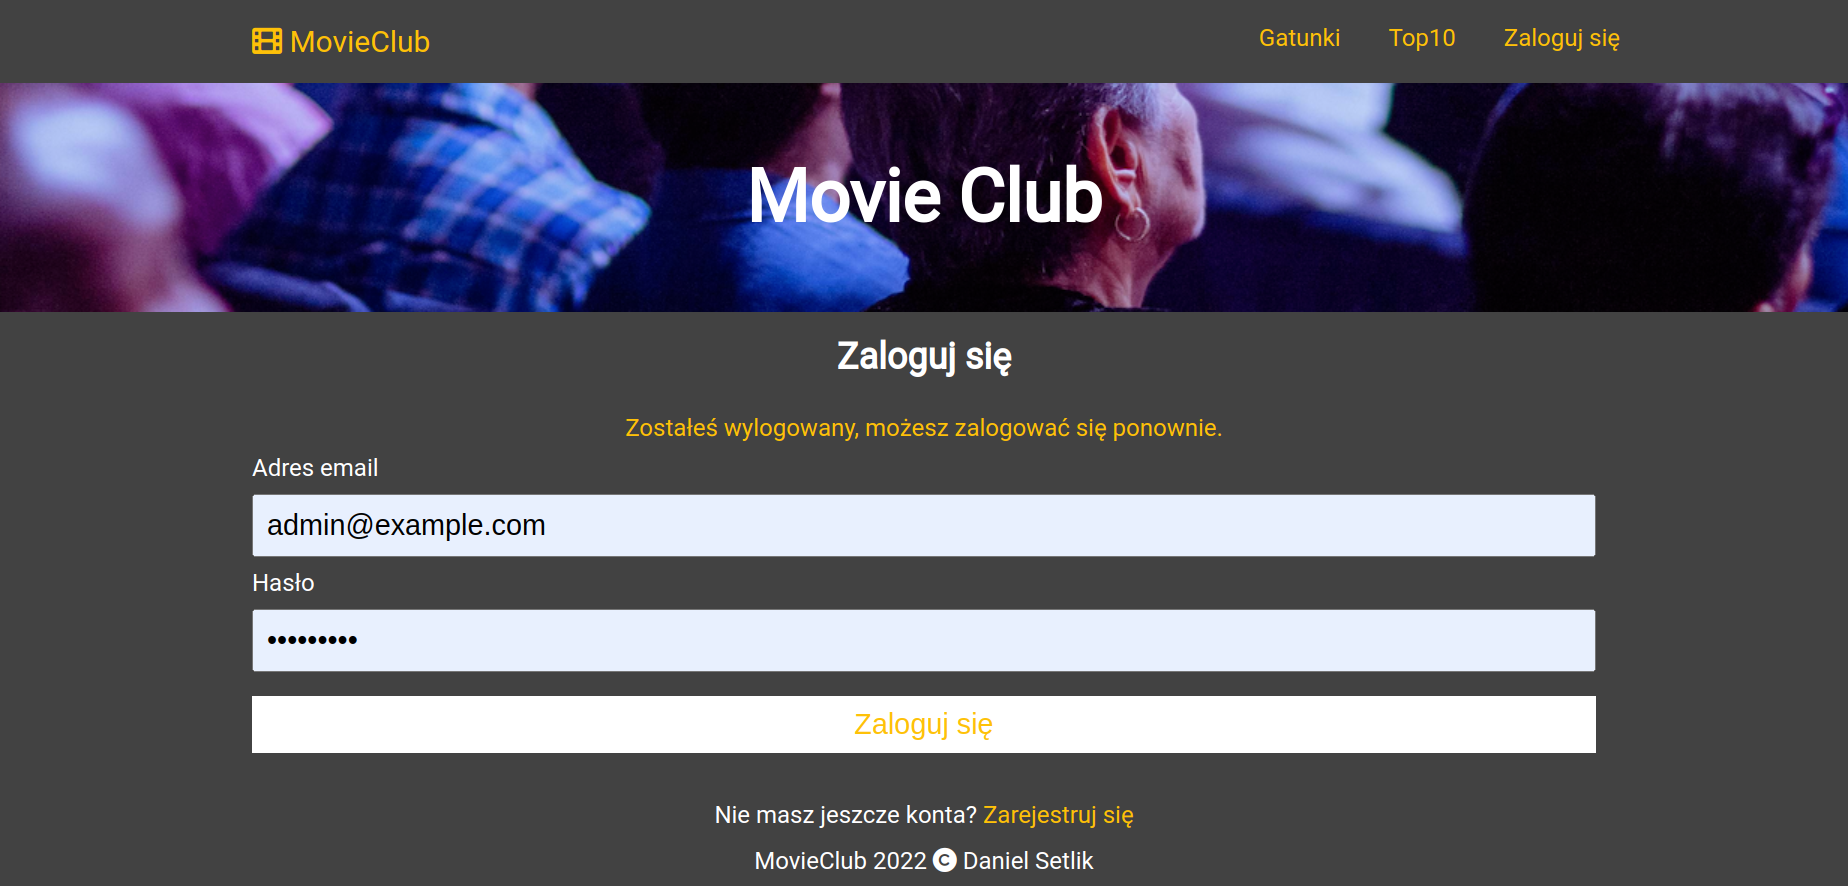 MovieClub
Gatunki Top10 Zaloguj się
Movie Club
Zaloguj się
Zostałeś wylogowany, możesz zalogować się ponownie.
Adres email
admin@example.com
Hasło
•••••••••
Zaloguj się
Nie masz jeszcze konta? Zarejestruj się
MovieClub 2022 © Daniel Setlik